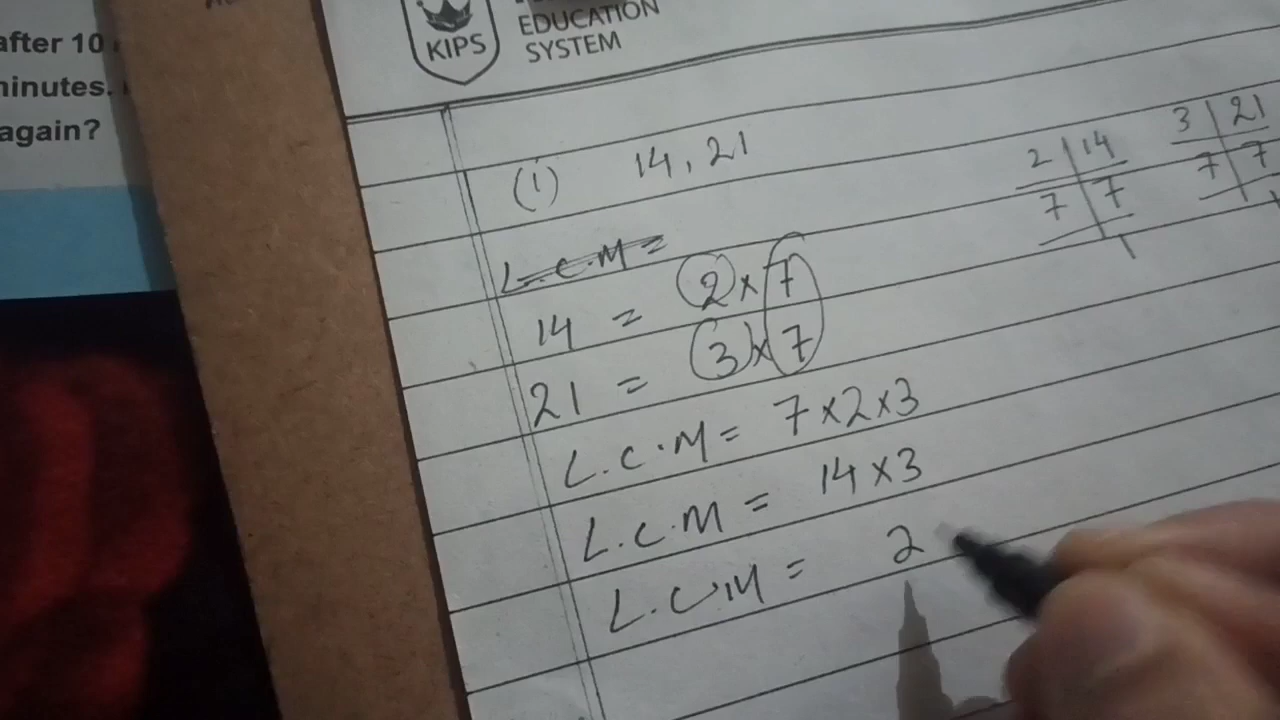 after 10
minutes.
again?
KIPS
EDUCATION
SYSTEM
(i) 14, 21
2 | 14
7 | 7
1
3 | 21
7 | 7
L.C.M =
14 = 2 x 7
21 = 3 x 7
L.C.M = 7 x 2 x 3
L.C.M = 14 x 3
L.C.M = 2